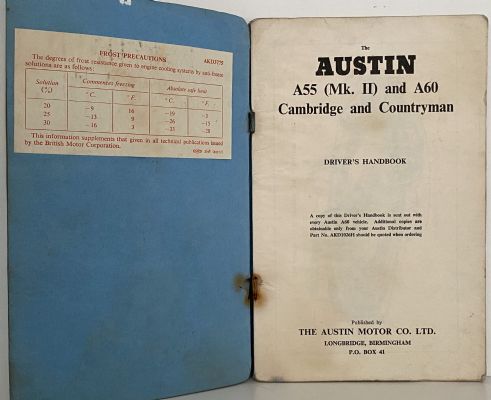 FROST PRECAUTIONS AKD3775
The degrees of frost resistance given to engine cooling systems by anti-freeze
solutions are as follows:
Solution (%) Commences freezing Absolute safe limit
°C. °F. °C. °F.
20 −9 16 −19 −3
25 −13 9 −26 −15
30 −16 3 −33 −28
This information supplements that given in all technical publications issued
by the British Motor Corporation.
The
AUSTIN
A55 (Mk. II) and A60
Cambridge and Countryman
DRIVER'S HANDBOOK
A copy of this Driver's Handbook is sent out with
every Austin A60 vehicle. Additional copies are
obtainable only from your Austin Distributor and
Part No. should be quoted when ordering
Published by
THE AUSTIN MOTOR CO. LTD.
LONGBRIDGE, BIRMINGHAM
P.O. BOX 41